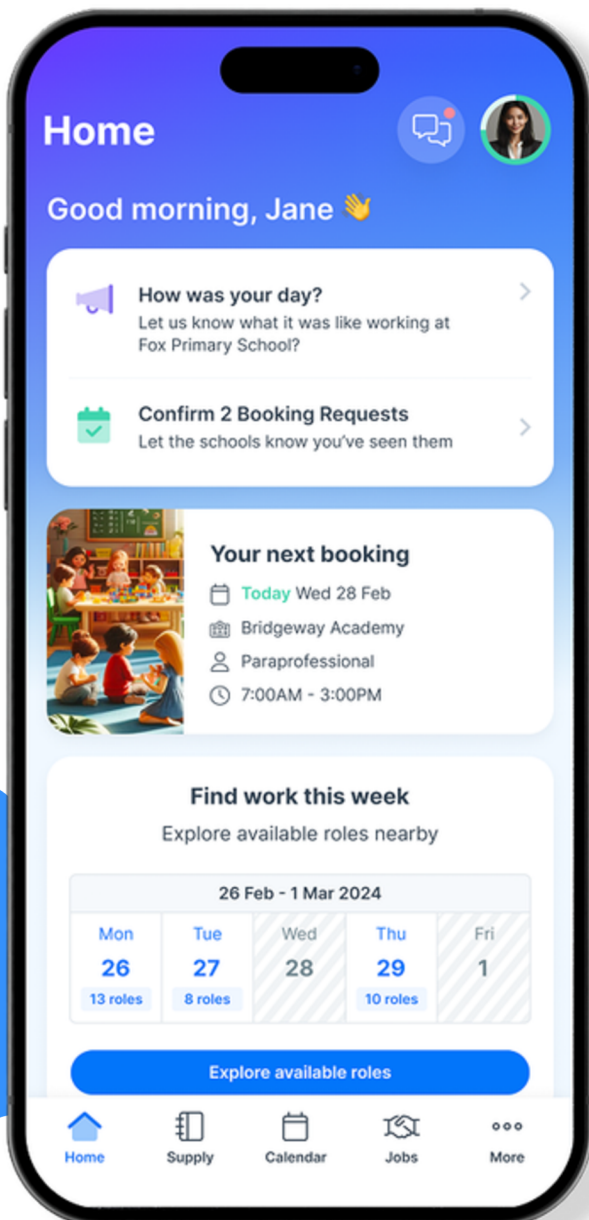 Home
Good morning, Jane 👋
How was your day?
Let us know what it was like working at
Fox Primary School?
Confirm 2 Booking Requests
Let the schools know you've seen them
Your next booking
Today Wed 28 Feb
Bridgeway Academy
Paraprofessional
7:00AM - 3:00PM
Find work this week
Explore available roles nearby
26 Feb - 1 Mar 2024
Mon Tue Wed Thu Fri
26 27 28 29 1
13 roles 8 roles 10 roles
Explore available roles
Home Supply Calendar Jobs More